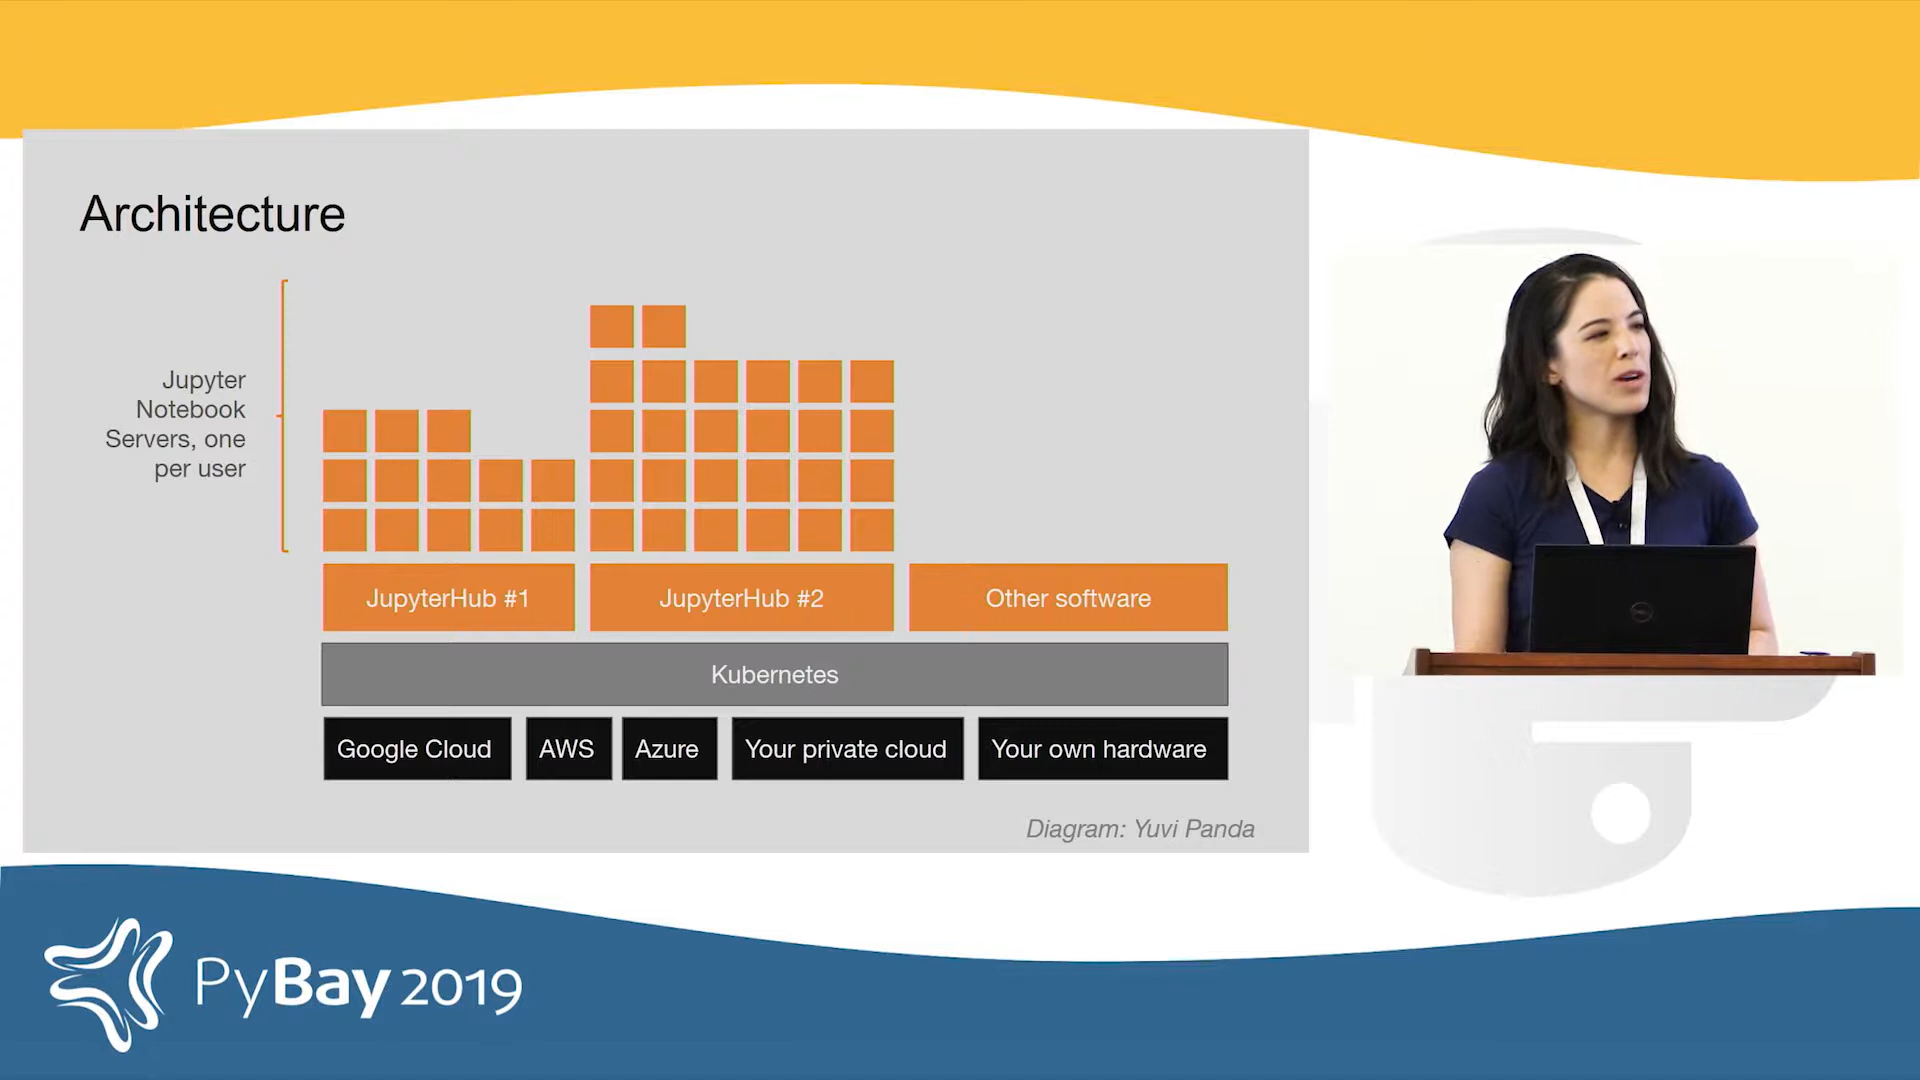 Architecture
Jupyter
Notebook
Servers, one
per user
JupyterHub #1
JupyterHub #2
Other software
Kubernetes
Google Cloud
AWS
Azure
Your private cloud
Your own hardware
Diagram: Yuvi Panda
PyBay 2019